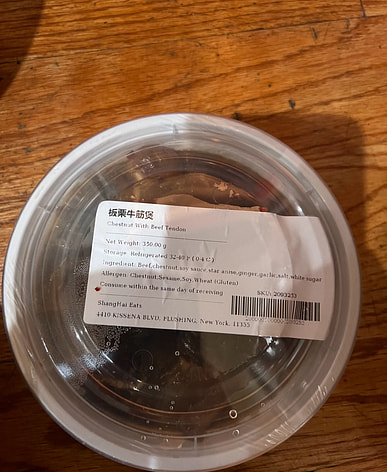 板栗牛筋煲
Chestnut With Beef Tendon
Net Weight: 350.00 g
Storage: Refrigerated 32-40 F ( 0-4 C )
Ingredient: Beef,chestnut,soy sauce,star anise,ginger,garlic,salt,white sugar
Allergen: Chestnut,Sesame,Soy,Wheat (Gluten)
Consume within the same day of receiving
SKU: 2093283
ShangHai Eats
4410 KISSENA BLVD, FLUSHING, New York, 11355